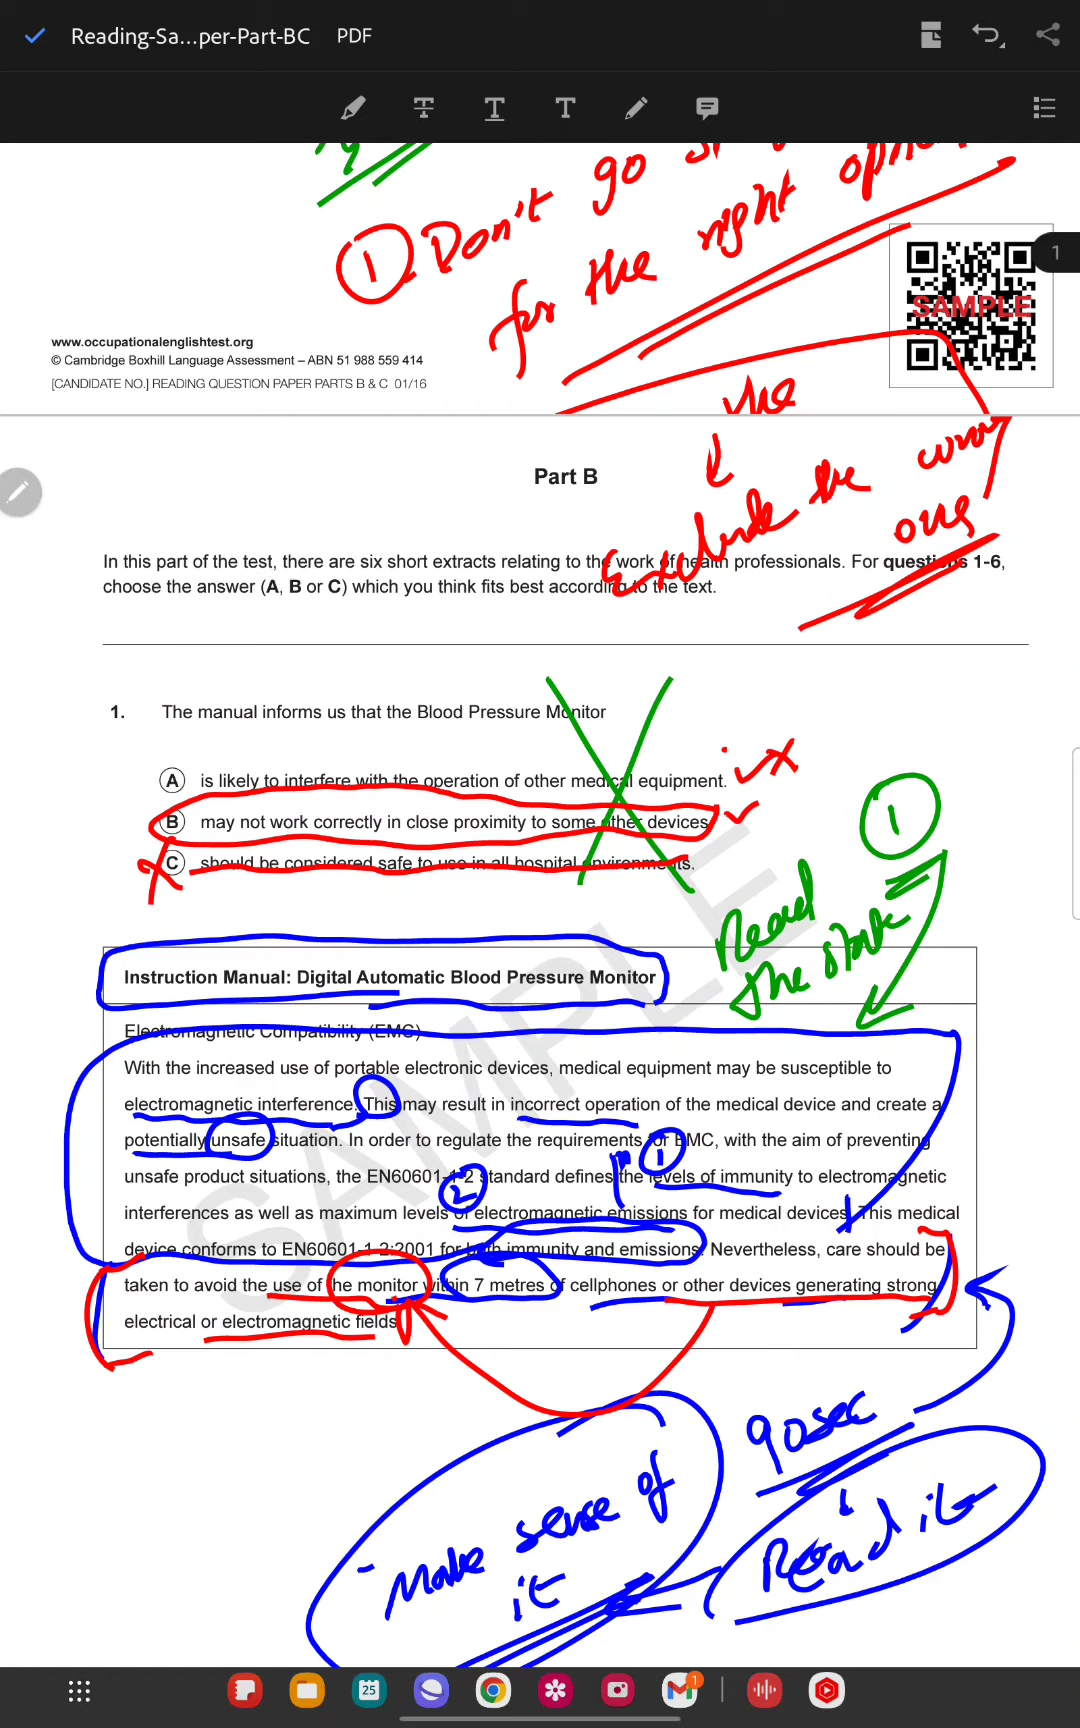 Reading-Sa...per-Part-BC PDF
1 Don't go
for the right
SAMPLE
1
www.occupationalenglishtest.org
© Cambridge Boxhill Language Assessment – ABN 51 988 559 414
[CANDIDATE NO.] READING QUESTION PAPER PARTS B & C 01/16
the
Exclude the
Part B
In this part of the test, there are six short extracts relating to the work of health professionals. For questions 1-6,
choose the answer (A, B or C) which you think fits best according to the text.
1. The manual informs us that the Blood Pressure Monitor
A is likely to interfere with the operation of other medical equipment.
B may not work correctly in close proximity to some other devices
C should be considered safe to use in all hospital environments.
1
Read
the
SAMPLE
Instruction Manual: Digital Automatic Blood Pressure Monitor
Electromagnetic Compatibility (EMC)
With the increased use of portable electronic devices, medical equipment may be susceptible to
electromagnetic interference. This may result in incorrect operation of the medical device and create a
potentially unsafe situation. In order to regulate the requirements for EMC, with the aim of preventing
unsafe product situations, the EN60601-1-2 standard defines the levels of immunity to electromagnetic
interferences as well as maximum levels of electromagnetic emissions for medical devices. This medical
device conforms to EN60601-1-2:2001 for both immunity and emissions. Nevertheless, care should be
taken to avoid the use of the monitor within 7 metres of cellphones or other devices generating strong
electrical or electromagnetic fields
1
2
90sec
Read it
Make sense of
it
25
1